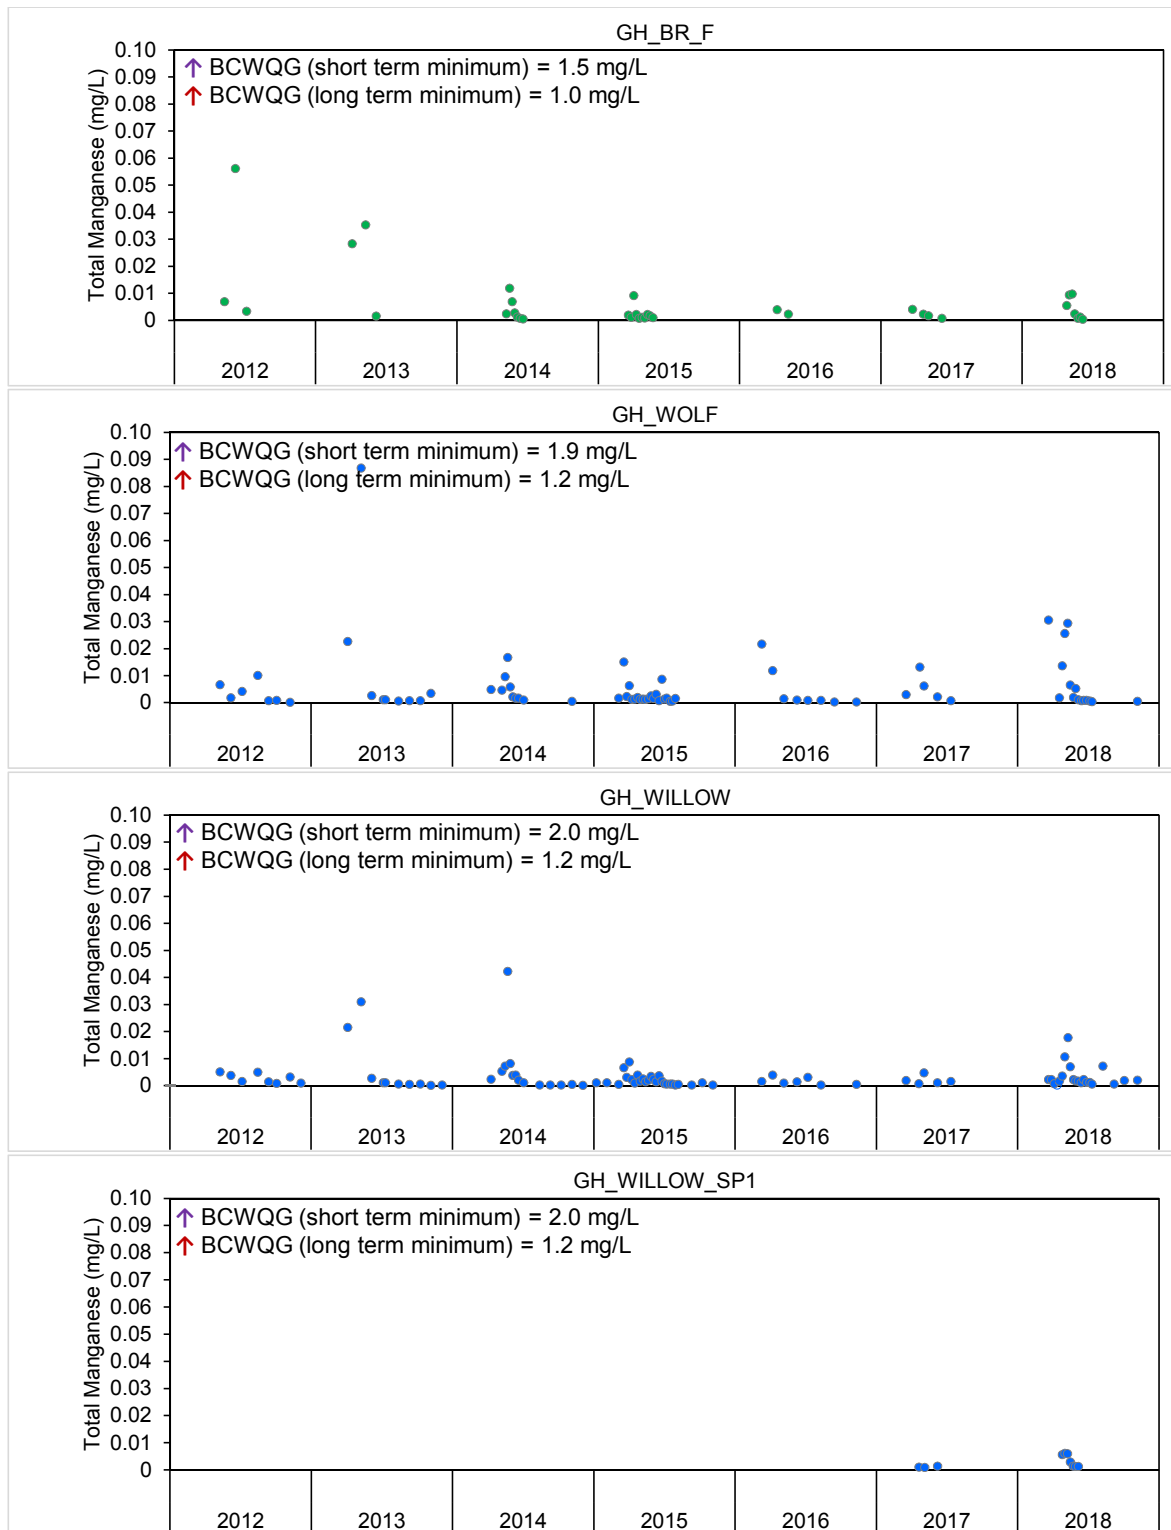 GH_BR_F
Total Manganese (mg/L)
0.10
0.09
0.08
0.07
0.06
0.05
0.04
0.03
0.02
0.01
0
↑ BCWQG (short term minimum) = 1.5 mg/L
↑ BCWQG (long term minimum) = 1.0 mg/L
2012 2013 2014 2015 2016 2017 2018
GH_WOLF
Total Manganese (mg/L)
0.10
0.09
0.08
0.07
0.06
0.05
0.04
0.03
0.02
0.01
0
↑ BCWQG (short term minimum) = 1.9 mg/L
↑ BCWQG (long term minimum) = 1.2 mg/L
2012 2013 2014 2015 2016 2017 2018
GH_WILLOW
Total Manganese (mg/L)
0.10
0.09
0.08
0.07
0.06
0.05
0.04
0.03
0.02
0.01
0
↑ BCWQG (short term minimum) = 2.0 mg/L
↑ BCWQG (long term minimum) = 1.2 mg/L
2012 2013 2014 2015 2016 2017 2018
GH_WILLOW_SP1
Total Manganese (mg/L)
0.10
0.09
0.08
0.07
0.06
0.05
0.04
0.03
0.02
0.01
0
↑ BCWQG (short term minimum) = 2.0 mg/L
↑ BCWQG (long term minimum) = 1.2 mg/L
2012 2013 2014 2015 2016 2017 2018